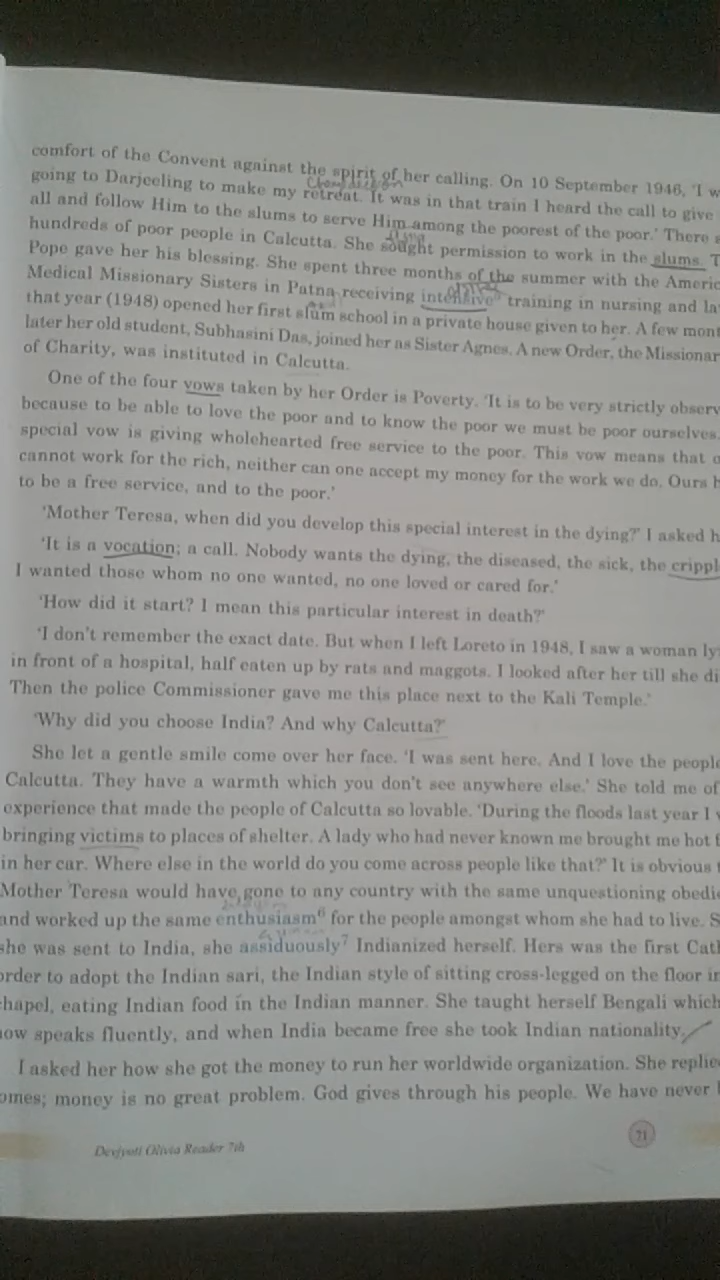 comfort of the Convent against the spirit of her calling. On 10 September 1946, 'I w
going to Darjeeling to make my retreat. It was in that train I heard the call to give
all and follow Him to the slums to serve Him among the poorest of the poor.' There
hundreds of poor people in Calcutta. She sought permission to work in the slums. T
Pope gave her his blessing. She spent three months of the summer with the Americ
Medical Missionary Sisters in Patna receiving intensive training in nursing and la
that year (1948) opened her first slum school in a private house given to her. A few mont
later her old student, Subhasini Das, joined her as Sister Agnes. A new Order, the Missionar
of Charity, was instituted in Calcutta.
One of the four vows taken by her Order is Poverty. 'It is to be very strictly observ
because to be able to love the poor and to know the poor we must be poor ourselves.
special vow is giving wholehearted free service to the poor. This vow means that o
cannot work for the rich, neither can one accept my money for the work we do. Ours h
to be a free service, and to the poor.'
'Mother Teresa, when did you develop this special interest in the dying?' I asked h
'It is a vocation; a call. Nobody wants the dying, the diseased, the sick, the crippl
I wanted those whom no one wanted, no one loved or cared for.'
'How did it start? I mean this particular interest in death?'
'I don't remember the exact date. But when I left Loreto in 1948, I saw a woman ly
in front of a hospital, half eaten up by rats and maggots. I looked after her till she di
Then the police Commissioner gave me this place next to the Kali Temple.'
'Why did you choose India? And why Calcutta?'
She let a gentle smile come over her face. 'I was sent here. And I love the people
Calcutta. They have a warmth which you don't see anywhere else.' She told me of
experience that made the people of Calcutta so lovable. 'During the floods last year I w
bringing victims to places of shelter. A lady who had never known me brought me hot
in her car. Where else in the world do you come across people like that?' It is obvious
Mother Teresa would have gone to any country with the same unquestioning obedie
and worked up the same enthusiasm⁶ for the people amongst whom she had to live. S
she was sent to India, she assiduously⁷ Indianized herself. Hers was the first Cath
order to adopt the Indian sari, the Indian style of sitting cross-legged on the floor in
chapel, eating Indian food in the Indian manner. She taught herself Bengali which
now speaks fluently, and when India became free she took Indian nationality.
I asked her how she got the money to run her worldwide organization. She replie
omes; money is no great problem. God gives through his people. We have never
Devjyoti Olivia Reader 7th
71